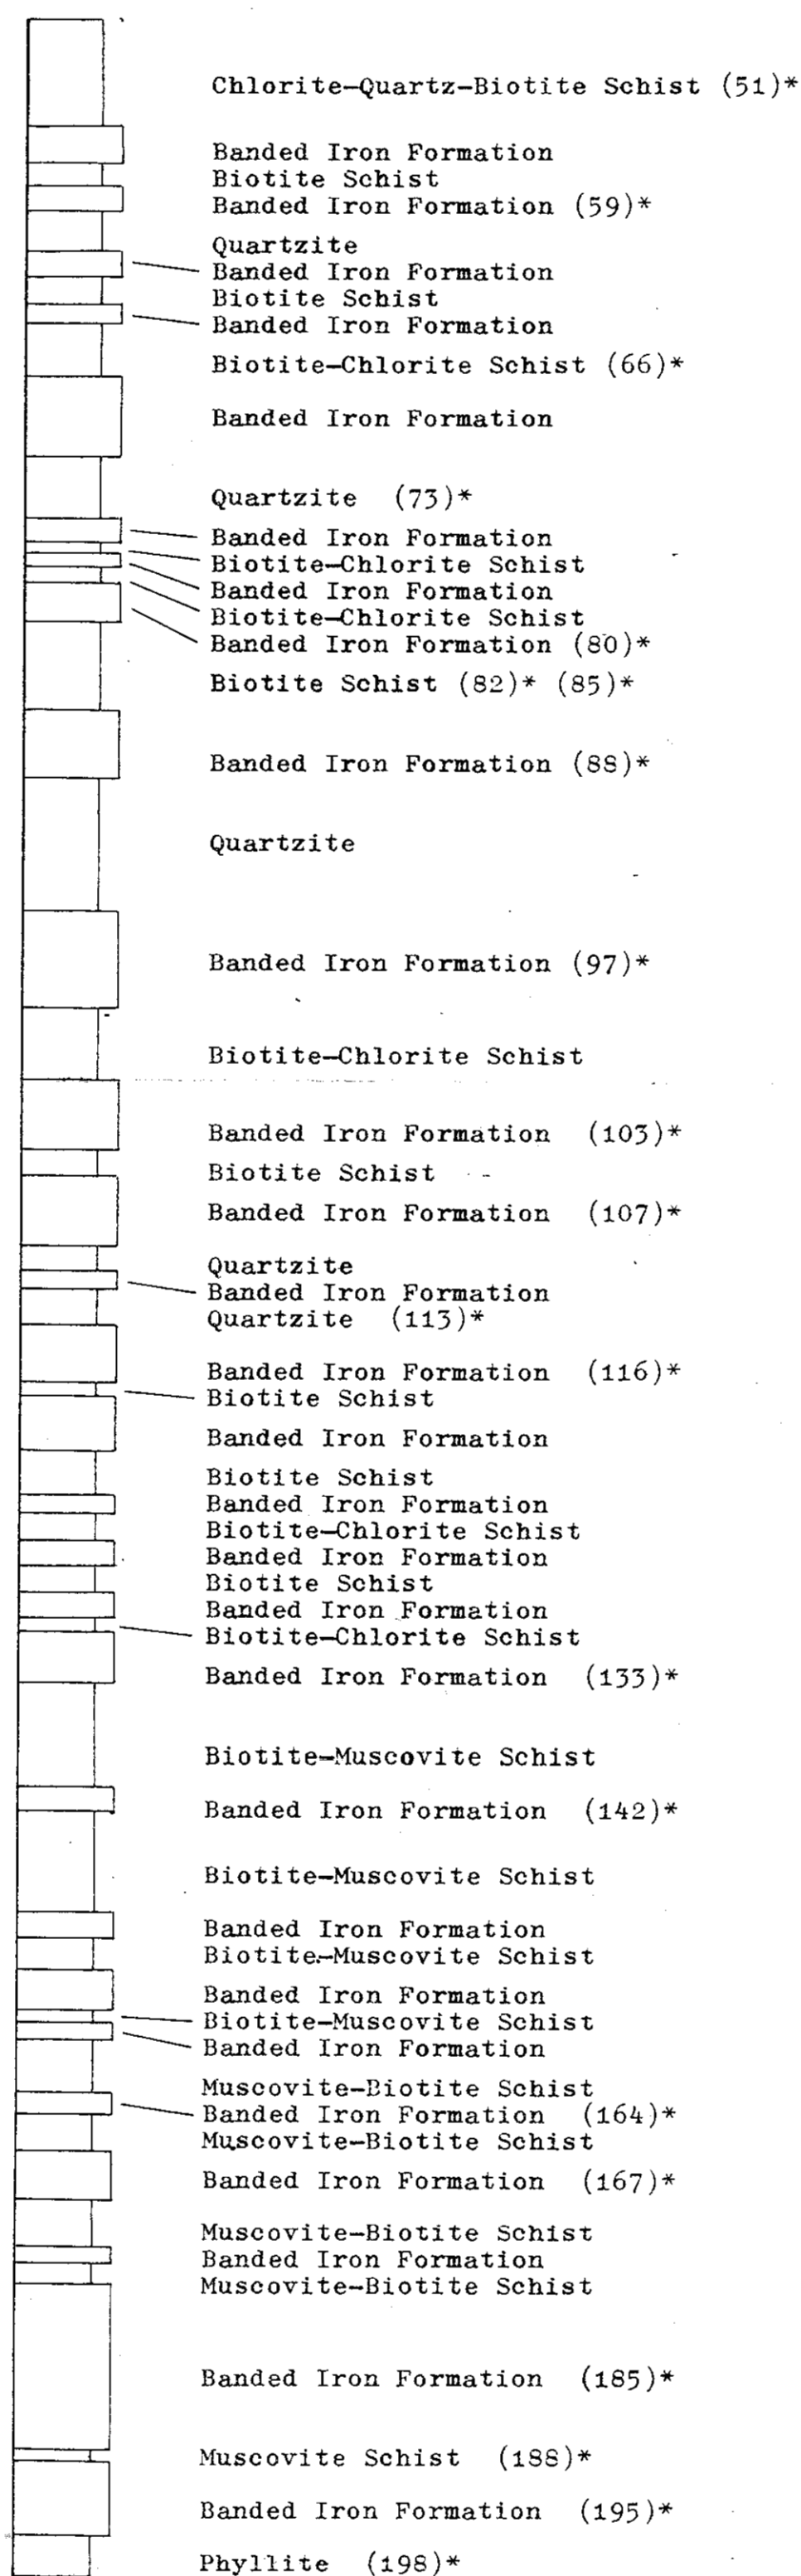 Chlorite-Quartz-Biotite Schist (51)*
Banded Iron Formation
Biotite Schist
Banded Iron Formation (59)*
Quartzite
Banded Iron Formation
Biotite Schist
Banded Iron Formation
Biotite-Chlorite Schist (66)*
Banded Iron Formation
Quartzite (73)*
Banded Iron Formation
Biotite-Chlorite Schist
Banded Iron Formation
Biotite-Chlorite Schist
Banded Iron Formation (80)*
Biotite Schist (82)* (85)*
Banded Iron Formation (88)*
Quartzite
Banded Iron Formation (97)*
Biotite-Chlorite Schist
Banded Iron Formation (103)*
Biotite Schist
Banded Iron Formation (107)*
Quartzite
Banded Iron Formation
Quartzite (113)*
Banded Iron Formation (116)*
Biotite Schist
Banded Iron Formation
Biotite Schist
Banded Iron Formation
Biotite-Chlorite Schist
Banded Iron Formation
Biotite Schist
Banded Iron Formation
Biotite-Chlorite Schist
Banded Iron Formation (133)*
Biotite-Muscovite Schist
Banded Iron Formation (142)*
Biotite-Muscovite Schist
Banded Iron Formation
Biotite-Muscovite Schist
Banded Iron Formation
Biotite-Muscovite Schist
Banded Iron Formation
Muscovite-Biotite Schist
Banded Iron Formation (164)*
Muscovite-Biotite Schist
Banded Iron Formation (167)*
Muscovite-Biotite Schist
Banded Iron Formation
Muscovite-Biotite Schist
Banded Iron Formation (185)*
Muscovite Schist (188)*
Banded Iron Formation (195)*
Phyllite (198)*